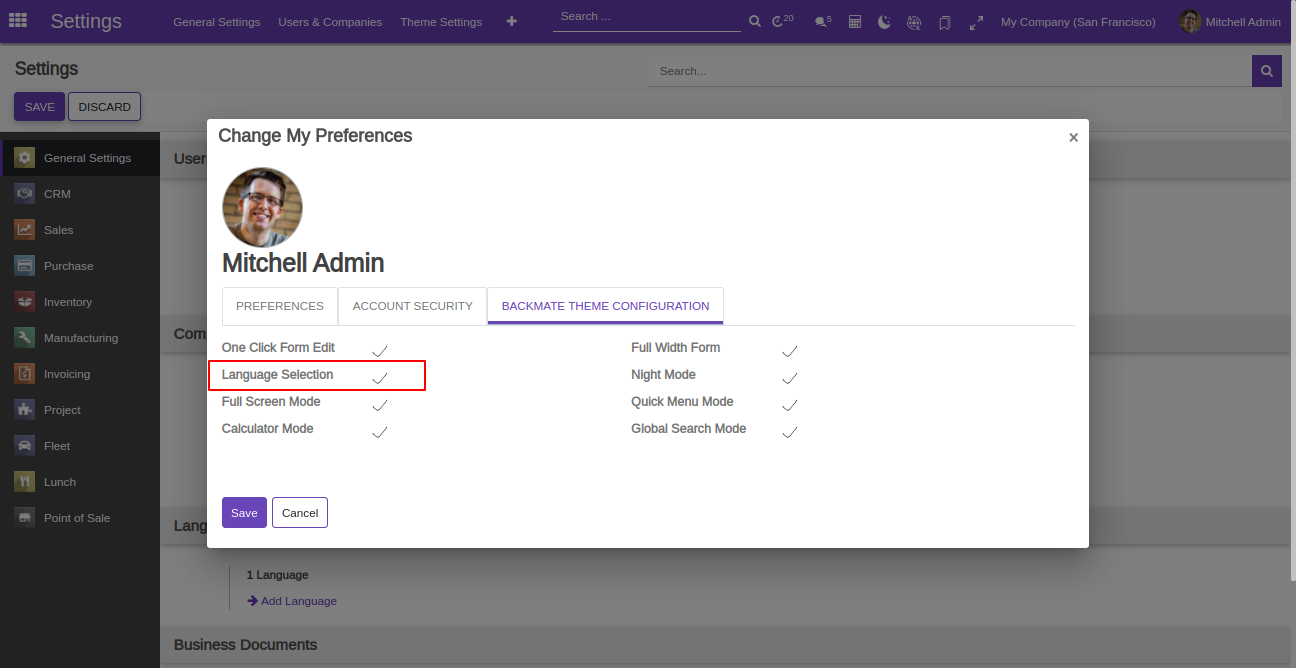 Settings General Settings Users & Companies Theme Settings + Search ... 20 5 My Company (San Francisco) Mitchell Admin
Settings
Search...
SAVE DISCARD
General Settings
CRM
Sales
Purchase
Inventory
Manufacturing
Invoicing
Project
Fleet
Lunch
Point of Sale
Users
Change My Preferences ×
Mitchell Admin
PREFERENCES ACCOUNT SECURITY BACKMATE THEME CONFIGURATION
One Click Form Edit Full Width Form
Language Selection Night Mode
Full Screen Mode Quick Menu Mode
Calculator Mode Global Search Mode
Save Cancel
1 Language
Add Language
Business Documents